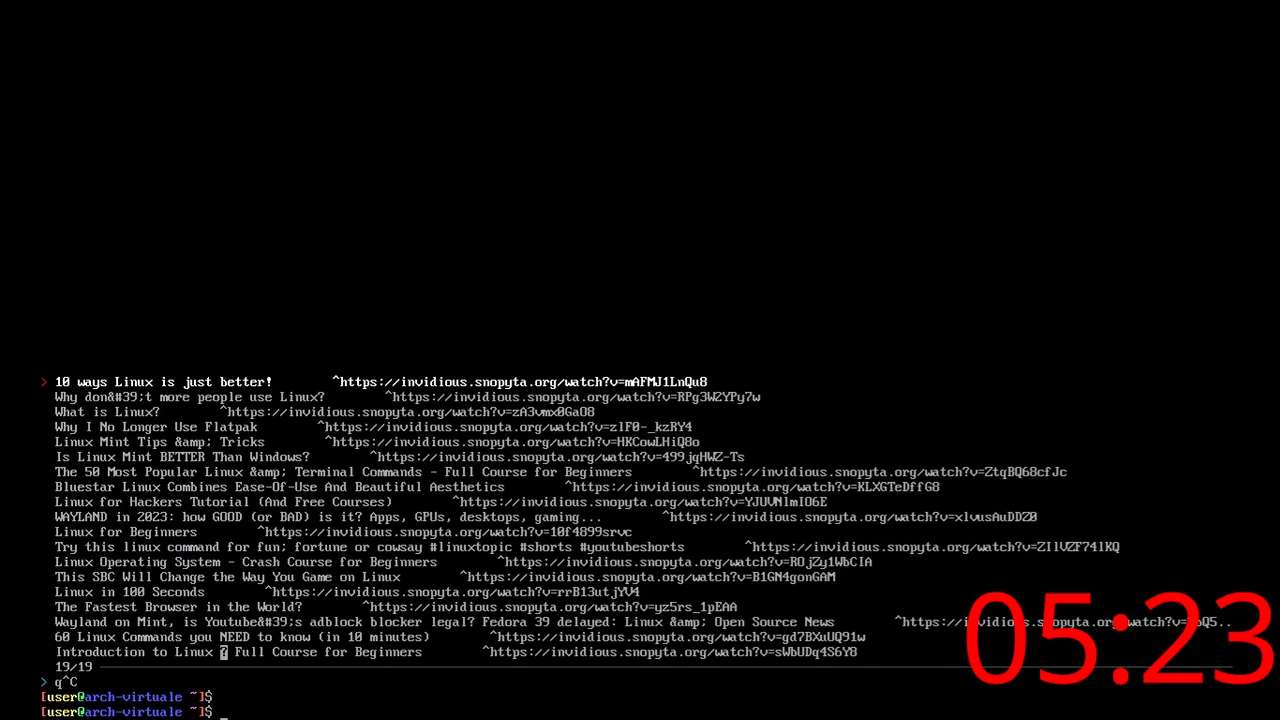 > 10 ways Linux is just better!        ^https://invidious.snopyta.org/watch?v=mAFMJ1LnQu8
Why don&#39;t more people use Linux?        ^https://invidious.snopyta.org/watch?v=RPg3W2YPy7w
What is Linux?        ^https://invidious.snopyta.org/watch?v=zA3vmx0GaO8
Why I No Longer Use Flatpak        ^https://invidious.snopyta.org/watch?v=zlF0-_kzRY4
Linux Mint Tips &amp; Tricks        ^https://invidious.snopyta.org/watch?v=HKCowLHiQ8o
Is Linux Mint BETTER Than Windows?        ^https://invidious.snopyta.org/watch?v=499jqHWZ-Ts
The 50 Most Popular Linux &amp; Terminal Commands - Full Course for Beginners        ^https://invidious.snopyta.org/watch?v=ZtqBQ68cfJc
Bluestar Linux Combines Ease-Of-Use And Beautiful Aesthetics        ^https://invidious.snopyta.org/watch?v=KLXGTeDffG8
Linux for Hackers Tutorial (And Free Courses)        ^https://invidious.snopyta.org/watch?v=YJUVNlmIO6E
WAYLAND in 2023: how GOOD (or BAD) is it? Apps, GPUs, desktops, gaming...        ^https://invidious.snopyta.org/watch?v=xlvusAuDDZ0
Linux for Beginners        ^https://invidious.snopyta.org/watch?v=10f4899srvc
Try this linux command for fun; fortune or cowsay #linuxtopic #shorts #youtubeshorts        ^https://invidious.snopyta.org/watch?v=ZIlVZF74lKQ
Linux Operating System - Crash Course for Beginners        ^https://invidious.snopyta.org/watch?v=ROjZy1WbCIA
This SBC Will Change the Way You Game on Linux        ^https://invidious.snopyta.org/watch?v=B1GN4gonGAM
Linux in 100 Seconds        ^https://invidious.snopyta.org/watch?v=rrB13utjYV4
The Fastest Browser in the World?        ^https://invidious.snopyta.org/watch?v=yz5rs_1pEAA
Wayland on Mint, is Youtube&#39;s adblock blocker legal? Fedora 39 delayed: Linux &amp; Open Source News
60 Linux Commands you NEED to know (in 10 minutes)        ^https://invidious.snopyta.org/watch?v=gd7BXuUQ91w
Introduction to Linux ? Full Course for Beginners        ^https://invidious.snopyta.org/watch?v=sWbUDq4S6Y8
19/19
> q^C
[user@arch-virtuale ~]$
[user@arch-virtuale ~]$ _
05:23